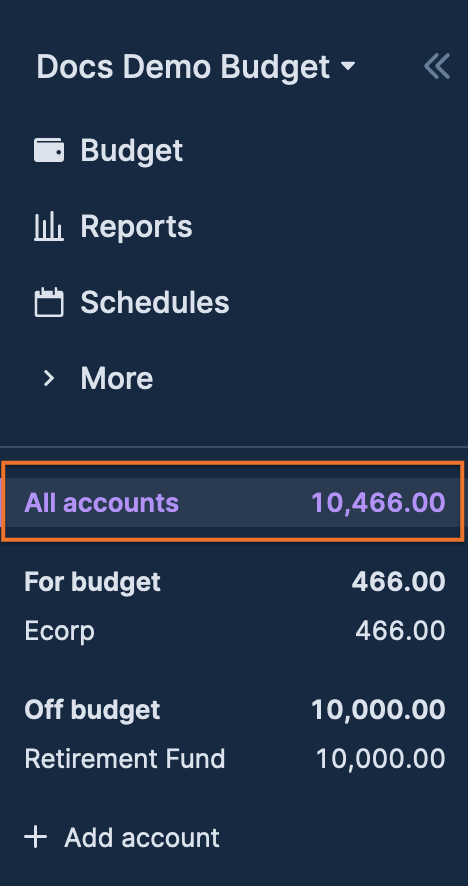 Docs Demo Budget
Budget
Reports
Schedules
More
All accounts 10,466.00
For budget 466.00
Ecorp 466.00
Off budget 10,000.00
Retirement Fund 10,000.00
+ Add account